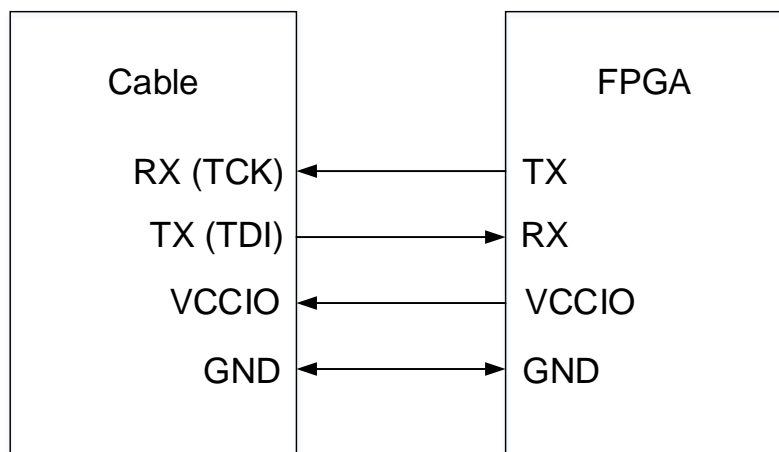 Cable
FPGA
RX (TCK)
TX
TX (TDI)
RX
VCCIO
VCCIO
GND
GND